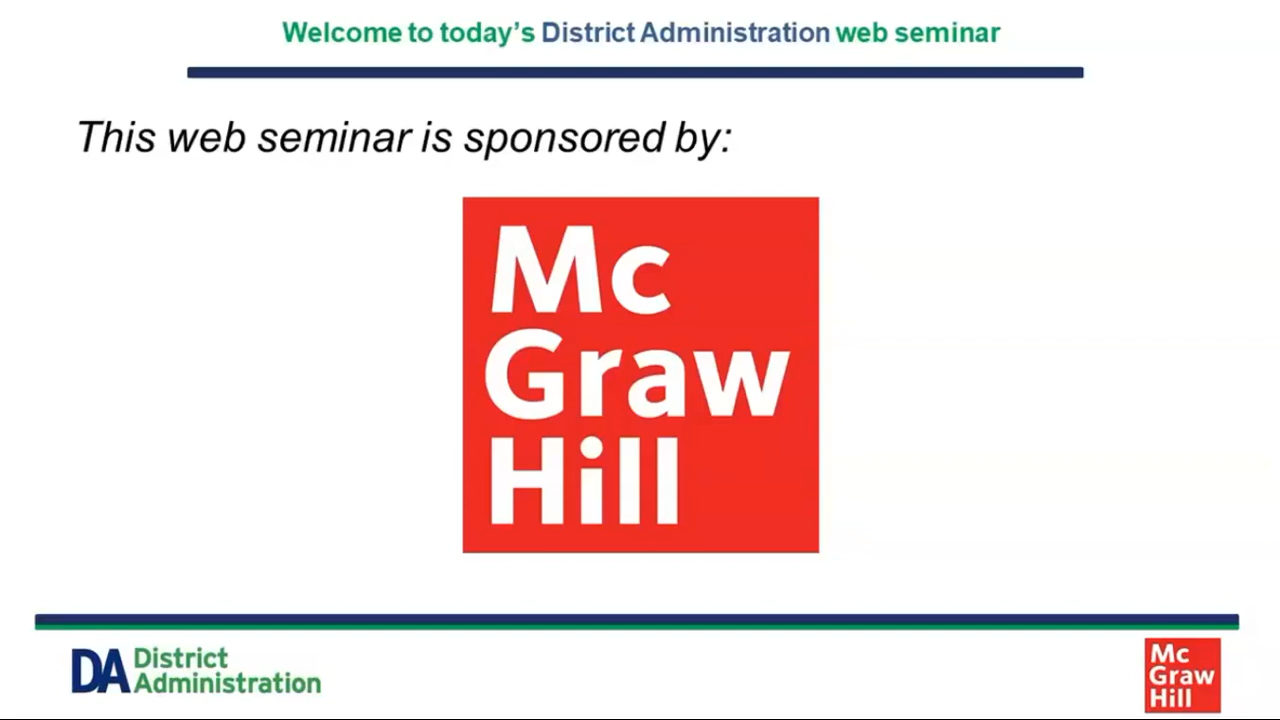 Welcome to today's District Administration web seminar
This web seminar is sponsored by:
Mc
Graw
Hill
DA District
Administration
Mc
Graw
Hill